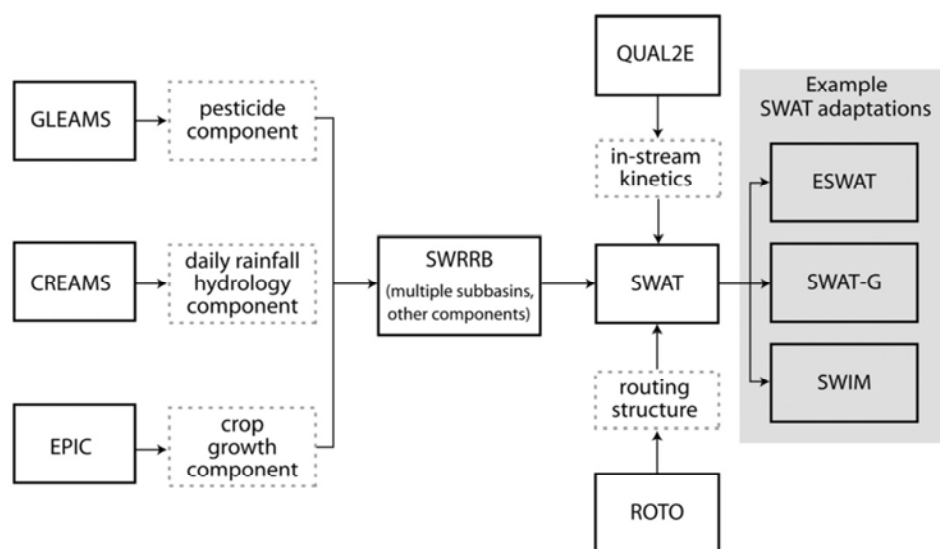 QUAL2E
Example
SWAT adaptations
GLEAMS
pesticide
component
in-stream
kinetics
ESWAT
CREAMS
daily rainfall
hydrology
component
SWRRB
(multiple subbasins,
other components)
SWAT
SWAT-G
EPIC
crop
growth
component
routing
structure
SWIM
ROTO